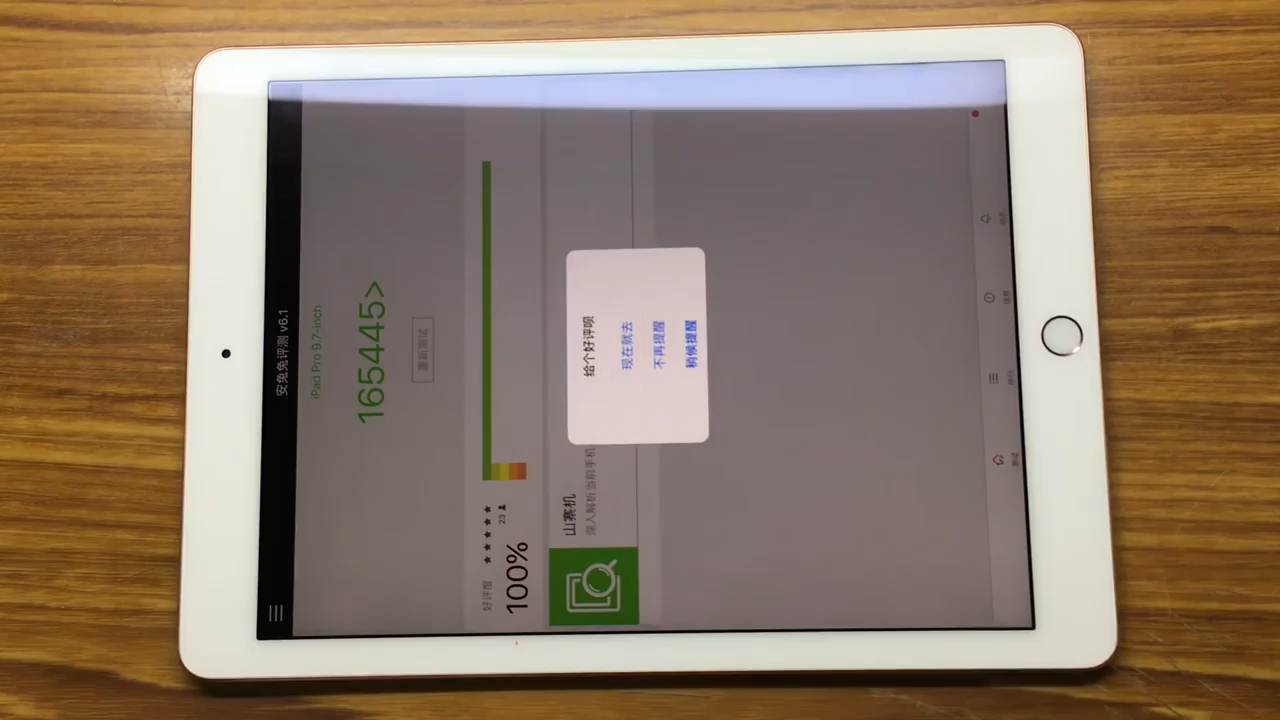 安兔兔评测 v6.1
iPad Pro 9.7-inch
165445>
重新测试
好评度
100%
23
山寨机
深入解析当前手机
给个好评呗
现在就去
不再提醒
稍候提醒